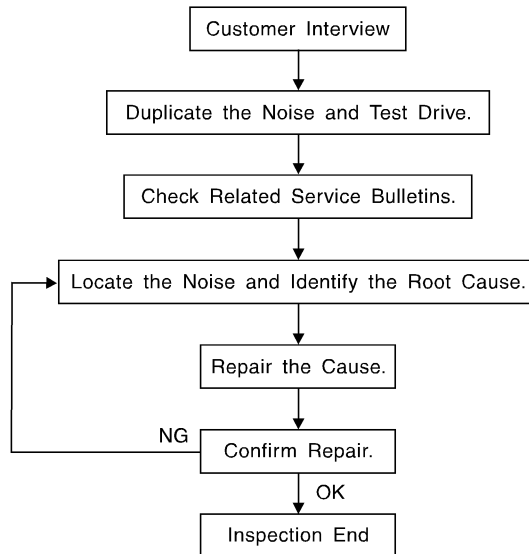 Customer Interview
Duplicate the Noise and Test Drive.
Check Related Service Bulletins.
Locate the Noise and Identify the Root Cause.
Repair the Cause.
NG
Confirm Repair.
OK
Inspection End